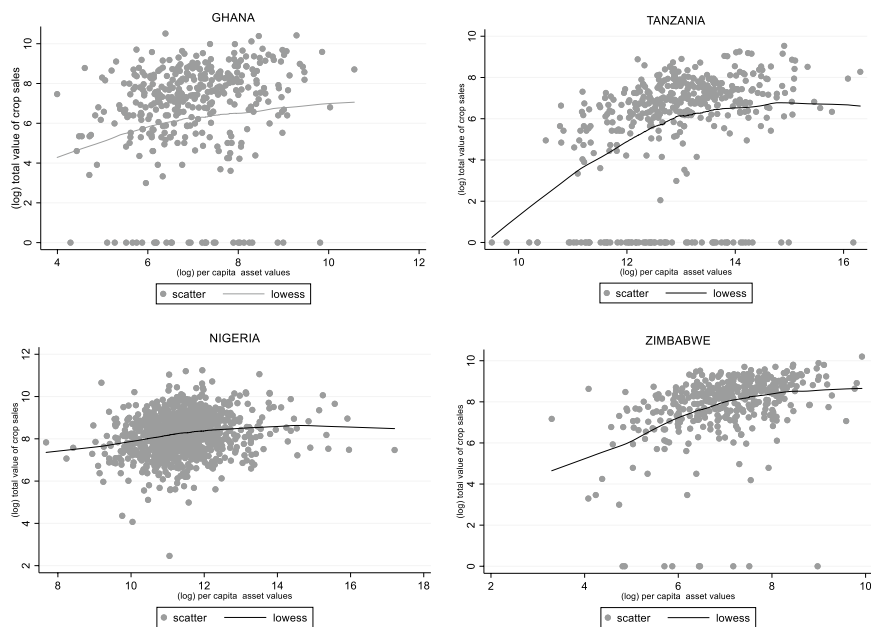 GHANA
(log) total value of crop sales
10
8
6
4
2
0
4 6 8 10 12
(log) per capita asset values
scatter lowess
TANZANIA
(log) total value of crop sales
10
8
6
4
2
0
10 12 14 16
(log) per capita asset values
scatter lowess
NIGERIA
(log) total value of crop sales
12
10
8
6
4
2
8 10 12 14 16 18
(log) per capita asset values
scatter lowess
ZIMBABWE
(log) total value of crop sales
10
8
6
4
2
0
2 4 6 8 10
(log) per capita asset values
scatter lowess